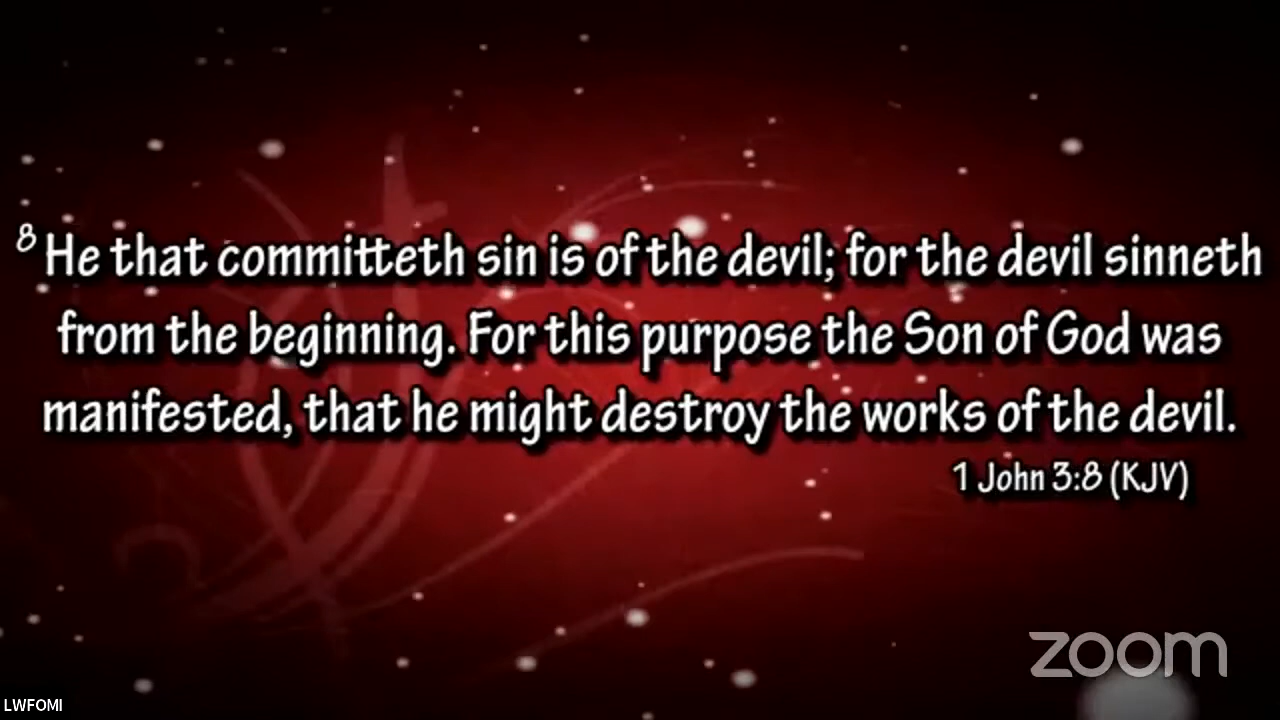 8 He that committeth sin is of the devil; for the devil sinneth
from the beginning. For this purpose the Son of God was
manifested, that he might destroy the works of the devil.
1 John 3:8 (KJV)
zoom
LWFOMI